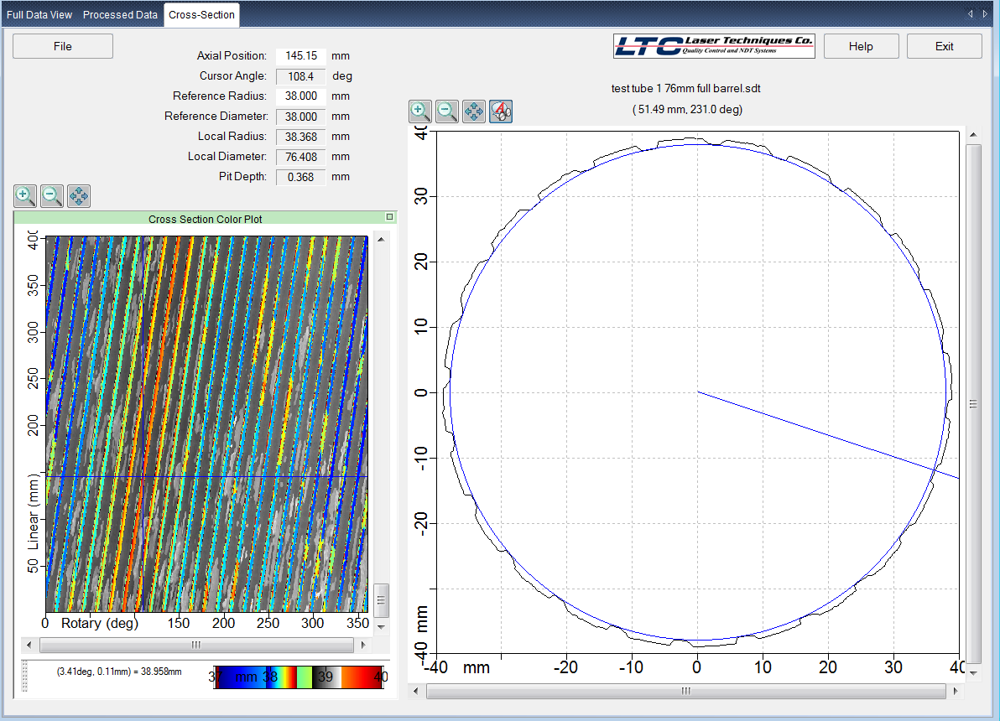 Full Data View Processed Data Cross-Section
File
LTC Laser Techniques Co.
Quality Control and NDT Systems
Help
Exit
Axial Position: 145.15 mm
Cursor Angle: 108.4 deg
Reference Radius: 38.000 mm
Reference Diameter: 38.000 mm
Local Radius: 38.368 mm
Local Diameter: 76.408 mm
Pit Depth: 0.368 mm
test tube 1 76mm full barrel.sdt
( 51.49 mm, 231.0 deg)
Cross Section Color Plot
400
350
300
250
200
Linear (mm)
50
0 Rotary (deg) 150 200 250 300 350
(3.41deg, 0.11mm) = 38.958mm
37 mm 38 39 40
40
30
20
10
0
-10
-20
mm
-40
-40 mm -20 -10 0 10 20 30 40